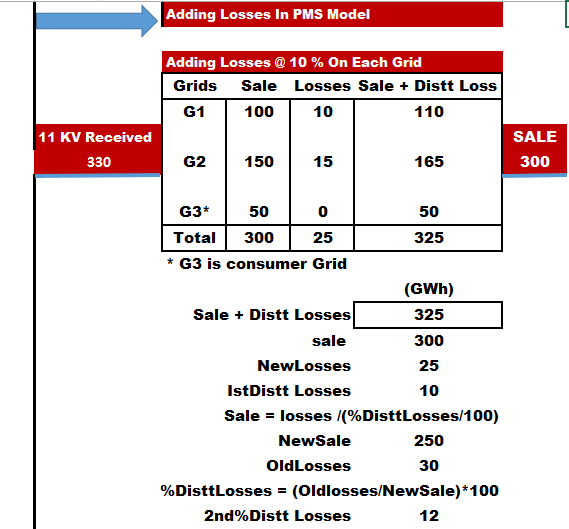 Adding Losses In PMS Model
Adding Losses @ 10 % On Each Grid
Grids Sale Losses Sale + Distt Loss
G1 100 10 110
11 KV Received
330
G2 150 15 165
SALE
300
G3* 50 0 50
Total 300 25 325
* G3 is consumer Grid
(GWh)
Sale + Distt Losses 325
sale 300
NewLosses 25
IstDistt Losses 10
Sale = losses /(%DisttLosses/100)
NewSale 250
OldLosses 30
%DisttLosses = (Oldlosses/NewSale)*100
2nd%Distt Losses 12